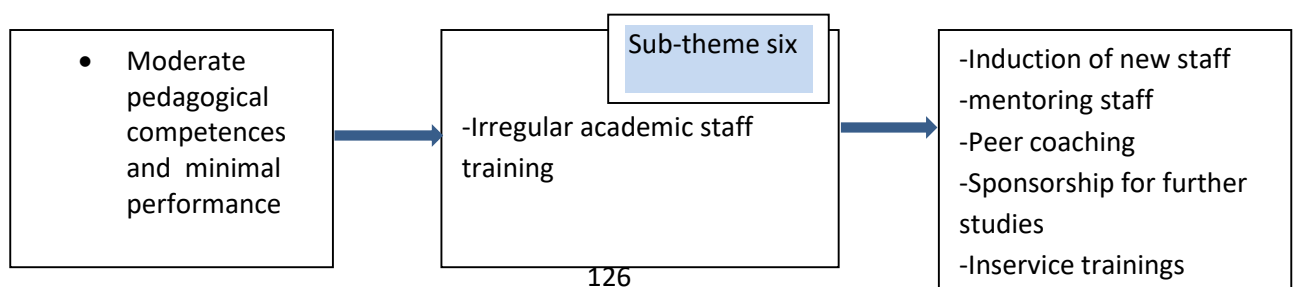 • Moderate
pedagogical
competences
and minimal
performance
Sub-theme six
-Irregular academic staff
training
-Induction of new staff
-mentoring staff
-Peer coaching
-Sponsorship for further
studies
-Inservice trainings
126